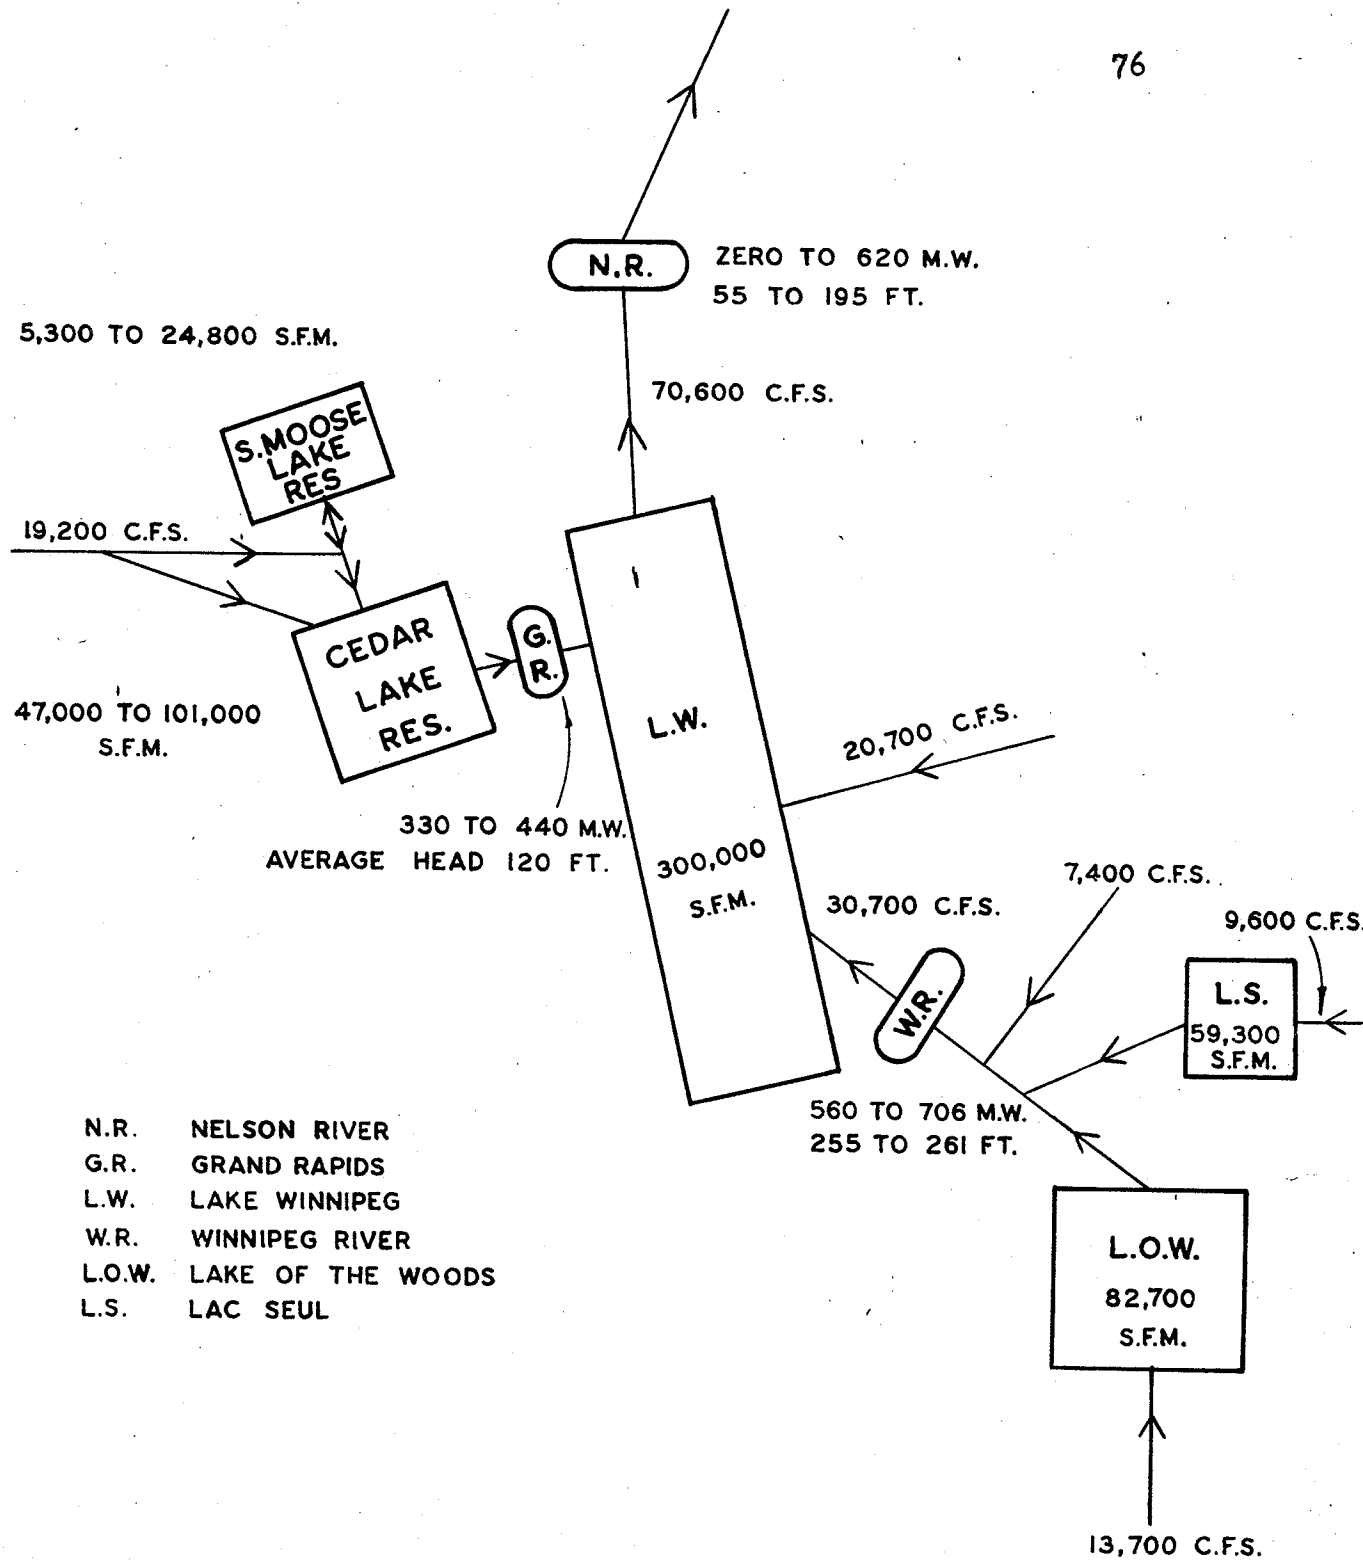 76
N.R.
ZERO TO 620 M.W.
55 TO 195 FT.
5,300 TO 24,800 S.F.M.
70,600 C.F.S.
S.MOOSE
LAKE
RES
19,200 C.F.S.
CEDAR
LAKE
RES.
G.
R.
47,000 TO 101,000
S.F.M.
L.W.
20,700 C.F.S.
330 TO 440 M.W.
AVERAGE HEAD 120 FT.
300,000
S.F.M.
7,400 C.F.S.
30,700 C.F.S.
9,600 C.F.S.
W.R.
L.S.
59,300
S.F.M.
560 TO 706 M.W.
255 TO 261 FT.
N.R. NELSON RIVER
G.R. GRAND RAPIDS
L.W. LAKE WINNIPEG
W.R. WINNIPEG RIVER
L.O.W. LAKE OF THE WOODS
L.S. LAC SEUL
L.O.W.
82,700
S.F.M.
13,700 C.F.S.